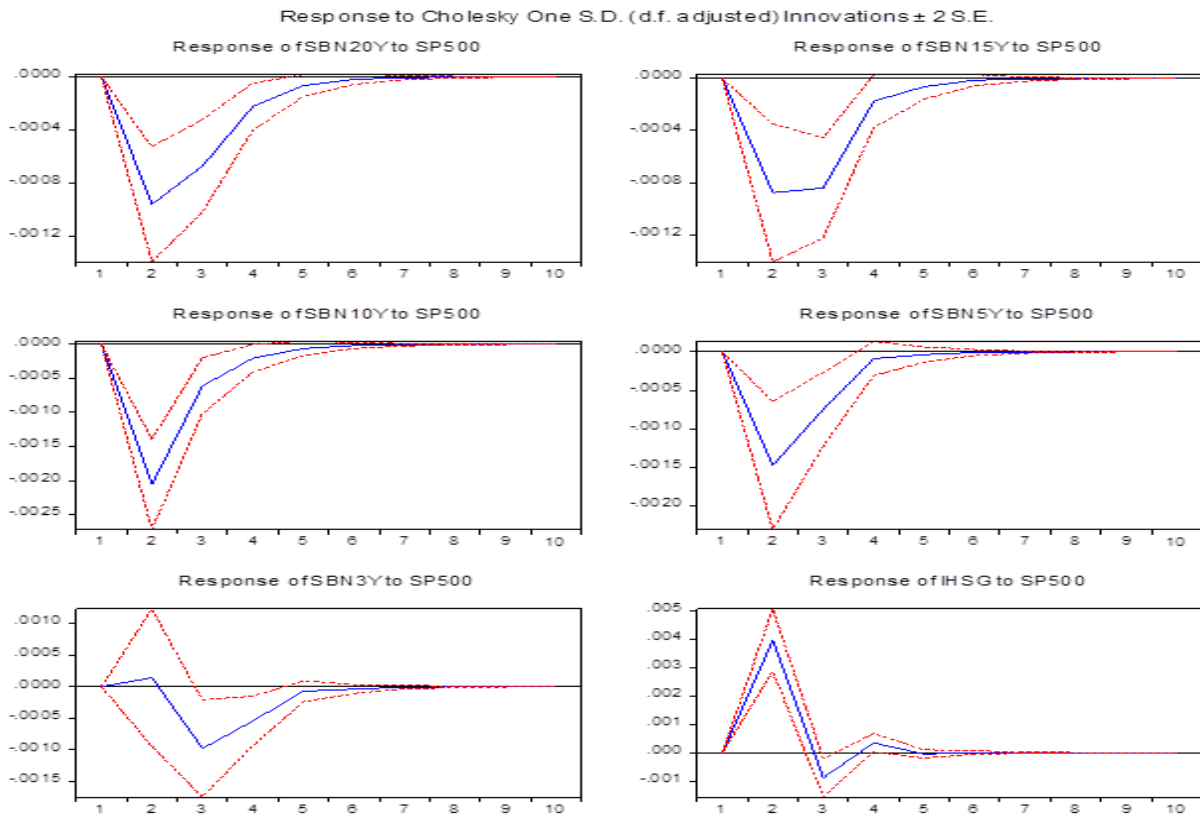 Response to Cholesky One S.D. (d.f. adjusted) Innovations ± 2 S.E.
Response of SBN20Y to SP500
.0000
-.0004
-.0008
-.0012
1 2 3 4 5 6 7 8 9 10
Response of SBN15Y to SP500
.0000
-.0004
-.0008
-.0012
1 2 3 4 5 6 7 8 9 10
Response of SBN10Y to SP500
.0000
-.0005
-.0010
-.0015
-.0020
-.0025
1 2 3 4 5 6 7 8 9 10
Response of SBN5Y to SP500
.0000
-.0005
-.0010
-.0015
-.0020
1 2 3 4 5 6 7 8 9 10
Response of SBN3Y to SP500
.0010
.0005
.0000
-.0005
-.0010
-.0015
1 2 3 4 5 6 7 8 9 10
Response of IHSG to SP500
.005
.004
.003
.002
.001
.000
-.001
1 2 3 4 5 6 7 8 9 10